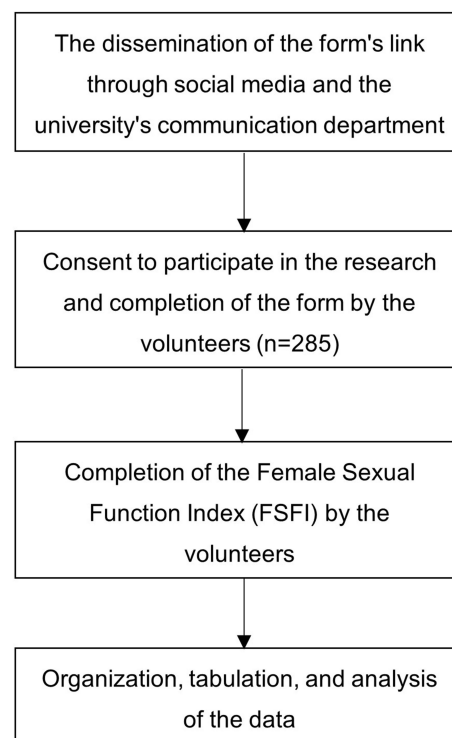 The dissemination of the form's link
through social media and the
university's communication department
Consent to participate in the research
and completion of the form by the
volunteers (n=285)
Completion of the Female Sexual
Function Index (FSFI) by the
volunteers
Organization, tabulation, and analysis
of the data